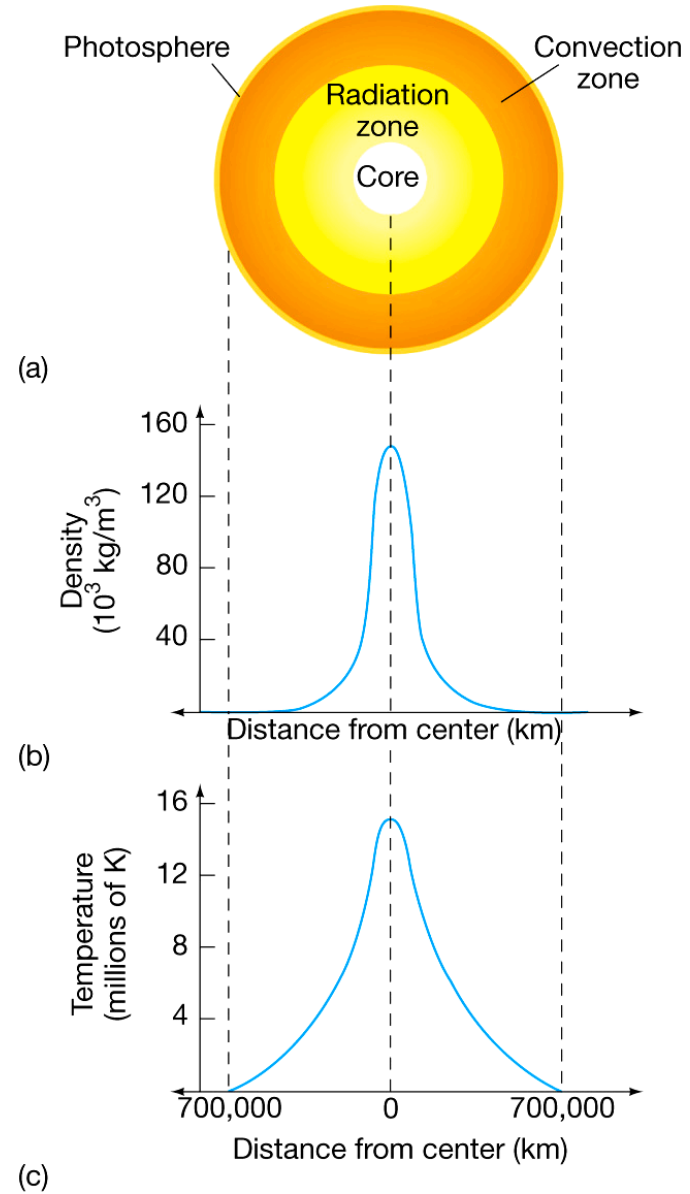 Photosphere
Convection
zone
Radiation
zone
Core
(a)
160
120
80
40
Density
(10³ kg/m³)
Distance from center (km)
(b)
16
12
8
4
Temperature
(millions of K)
700,000
0
700,000
Distance from center (km)
(c)